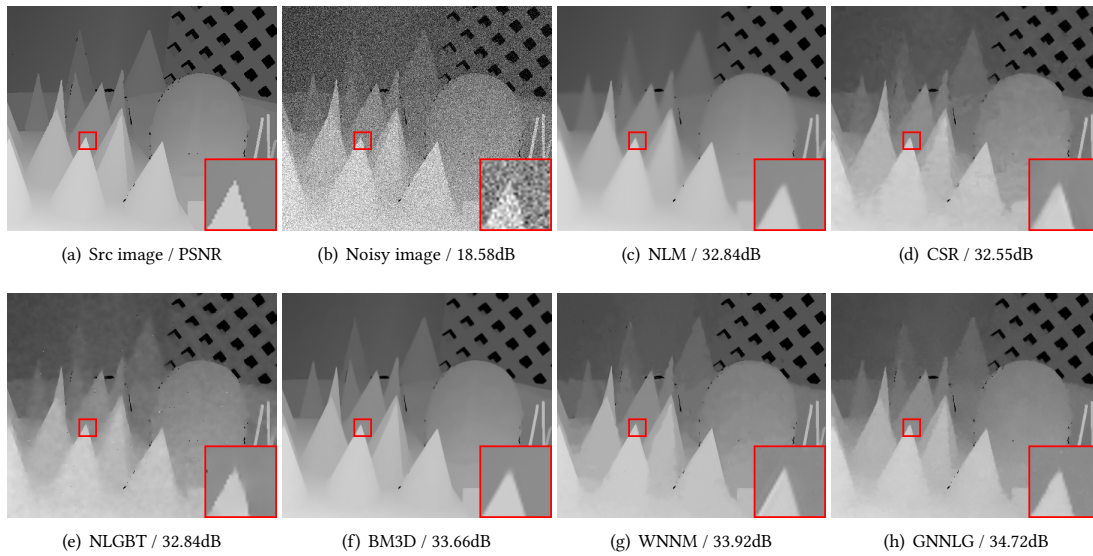 (a) Src image / PSNR
(b) Noisy image / 18.58dB
(c) NLM / 32.84dB
(d) CSR / 32.55dB
(e) NLGBT / 32.84dB
(f) BM3D / 33.66dB
(g) WNNM / 33.92dB
(h) GNNLG / 34.72dB